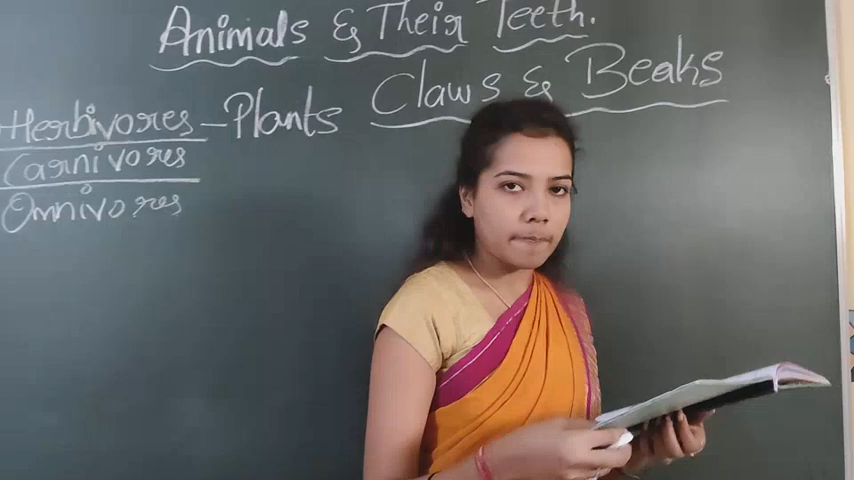 Animals & Their Teeth.
Claws & Beaks
Herbivores - Plants
Carnivores
Omnivores